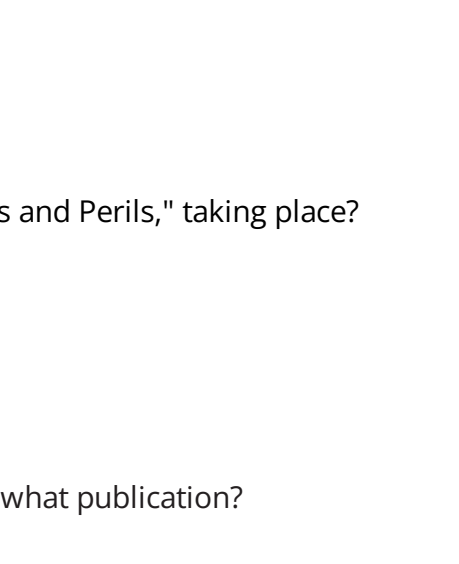 s and Perils," taking place?
what publication?